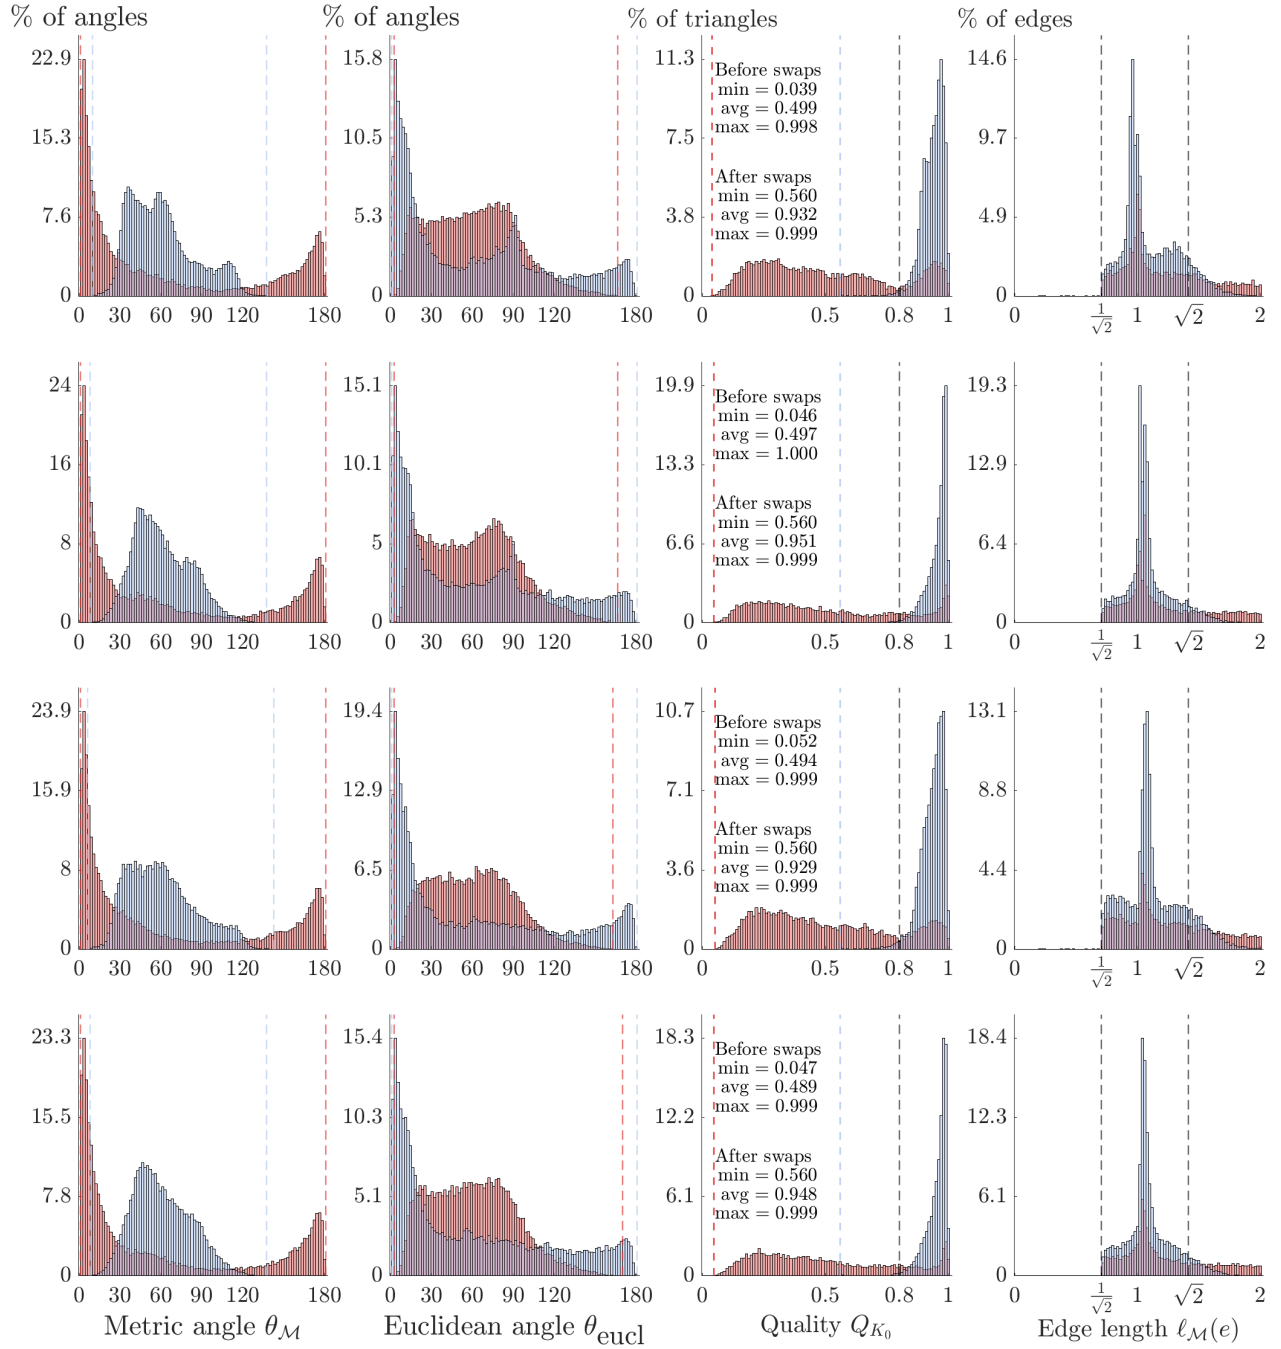 % of angles % of angles % of triangles % of edges
22.9 15.8 11.3 14.6
Before swaps
min = 0.039
avg = 0.499
max = 0.998
15.3 10.5 7.5 9.7
After swaps
min = 0.560
avg = 0.932
max = 0.999
7.6 5.3 3.8 4.9
0 0 0 0
0 30 60 90 120 180 0 30 60 90 120 180 0 0.5 0.8 1 0 1/√2 1 √2 2
24 15.1 19.9 19.3
Before swaps
min = 0.046
avg = 0.497
max = 1.000
16 10.1 13.3 12.9
After swaps
min = 0.560
avg = 0.951
max = 0.999
8 5 6.6 6.4
0 0 0 0
0 30 60 90 120 180 0 30 60 90 120 180 0 0.5 0.8 1 0 1/√2 1 √2 2
23.9 19.4 10.7 13.1
Before swaps
min = 0.052
avg = 0.494
max = 0.999
15.9 12.9 7.1 8.8
After swaps
min = 0.560
avg = 0.929
max = 0.999
8 6.5 3.6 4.4
0 0 0 0
0 30 60 90 120 180 0 30 60 90 120 180 0 0.5 0.8 1 0 1/√2 1 √2 2
23.3 15.4 18.3 18.4
Before swaps
min = 0.047
avg = 0.489
max = 0.999
15.5 10.3 12.2 12.3
After swaps
min = 0.560
avg = 0.948
max = 0.999
7.8 5.1 6.1 6.1
0 0 0 0
0 30 60 90 120 180 0 30 60 90 120 180 0 0.5 0.8 1 0 1/√2 1 √2 2
Metric angle θ_ℳ Euclidean angle θ_eucl Quality Q_{K_0} Edge length ℓ_ℳ(e)